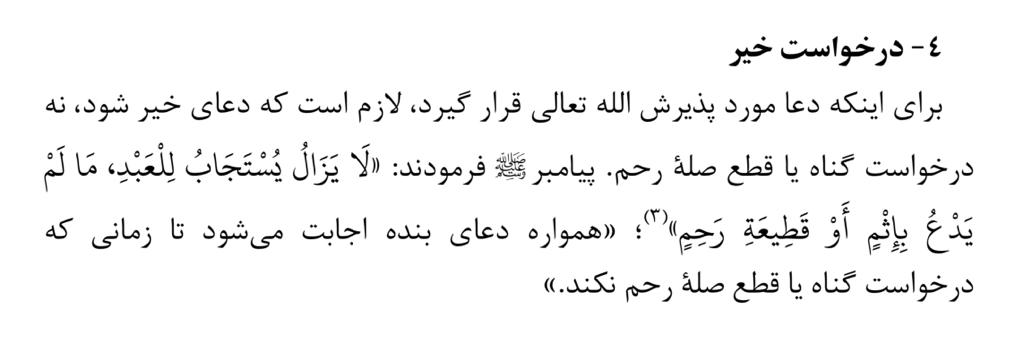 ٤- درخواست خیر
برای اینکه دعا مورد پذیرش الله تعالی قرار گیرد، لازم است که دعای خیر شود، نه
درخواست گناه یا قطع صلۀ رحم. پیامبر ﷺ فرمودند: «لَا يَزَالُ يُسْتَجَابُ لِلْعَبْدِ، مَا لَمْ
يَدْعُ بِإِثْمٍ أَوْ قَطِيعَةِ رَحِمٍ»(٣)؛ «همواره دعای بنده اجابت می‌شود تا زمانی که
درخواست گناه یا قطع صلۀ رحم نکند.»